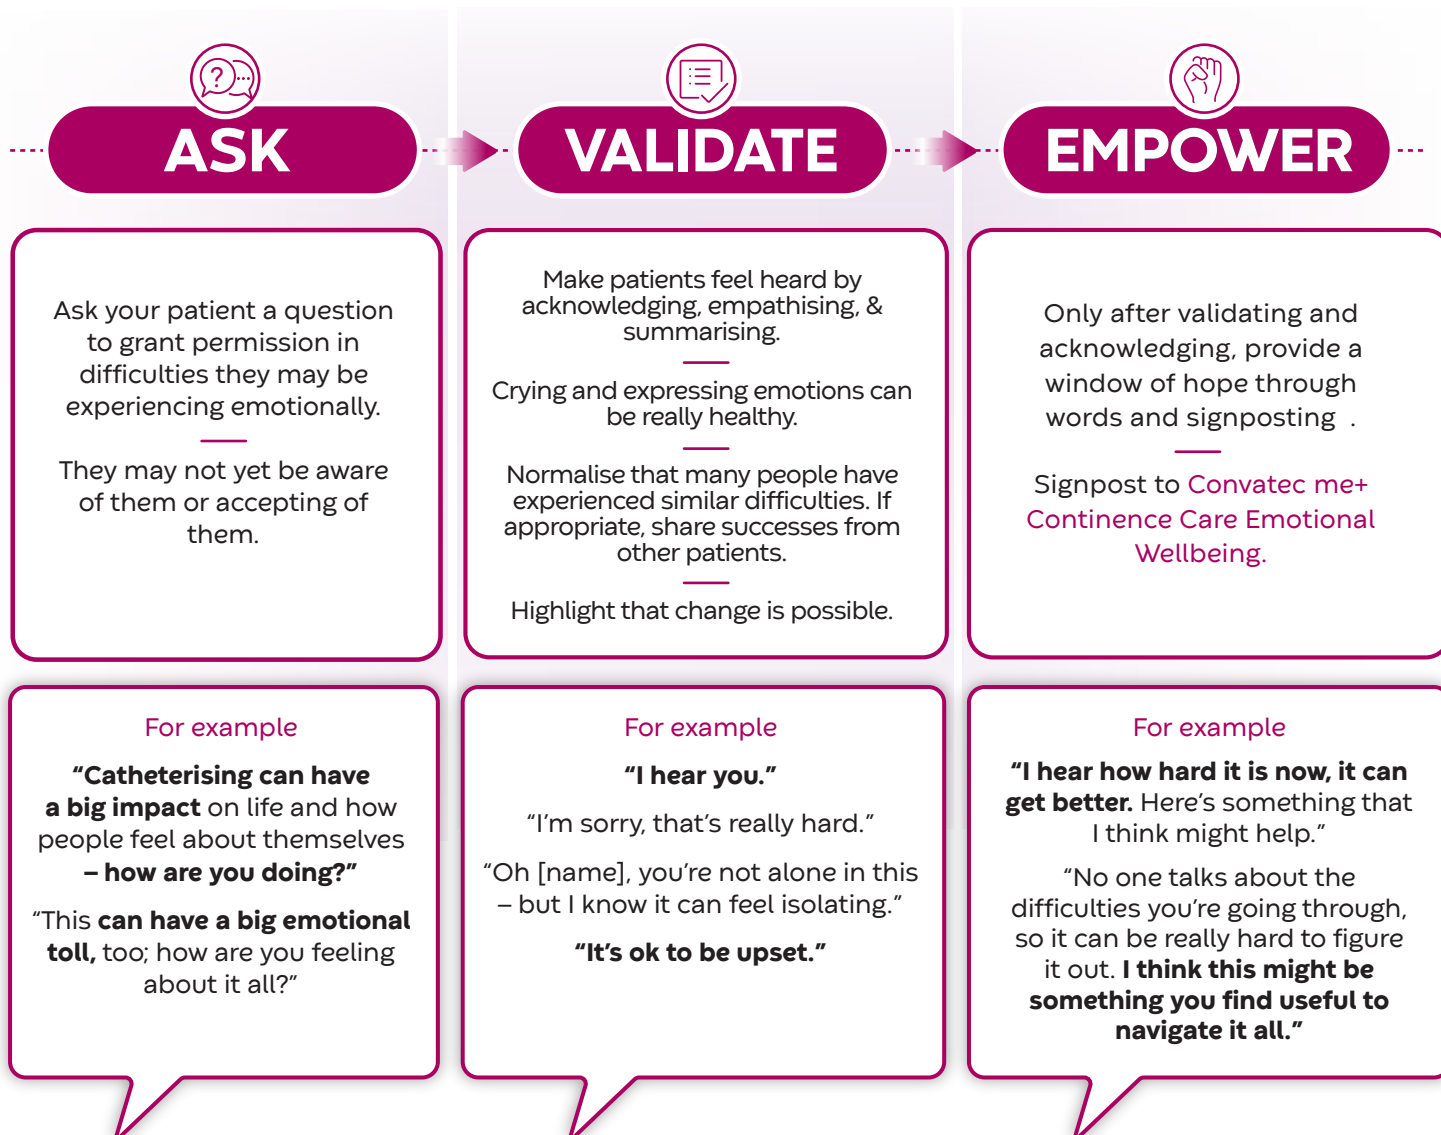 ASK
VALIDATE
EMPOWER
Ask your patient a question
to grant permission in
difficulties they may be
experiencing emotionally.
They may not yet be aware
of them or accepting of
them.
Make patients feel heard by
acknowledging, empathising, &
summarising.
Crying and expressing emotions can
be really healthy.
Normalise that many people have
experienced similar difficulties. If
appropriate, share successes from
other patients.
Highlight that change is possible.
Only after validating and
acknowledging, provide a
window of hope through
words and signposting .
Signpost to Convatec me+
Continence Care Emotional
Wellbeing.
For example
“Catheterising can have
a big impact on life and how
people feel about themselves
– how are you doing?”
“This can have a big emotional
toll, too; how are you feeling
about it all?”
For example
“I hear you.”
“I’m sorry, that’s really hard.”
“Oh [name], you’re not alone in this
– but I know it can feel isolating.”
“It’s ok to be upset.”
For example
“I hear how hard it is now, it can
get better. Here’s something that
I think might help.”
“No one talks about the
difficulties you’re going through,
so it can be really hard to figure
it out. I think this might be
something you find useful to
navigate it all.”